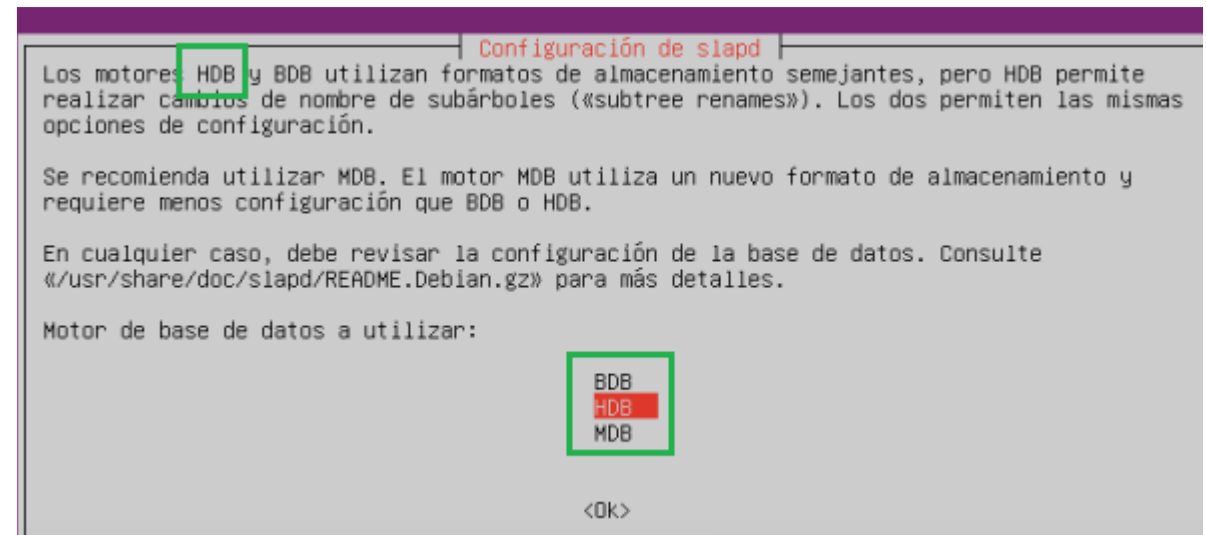 Configuración de slapd
Los motores HDB y BDB utilizan formatos de almacenamiento semejantes, pero HDB permite
realizar cambios de nombre de subárboles («subtree renames»). Los dos permiten las mismas
opciones de configuración.
Se recomienda utilizar MDB. El motor MDB utiliza un nuevo formato de almacenamiento y
requiere menos configuración que BDB o HDB.
En cualquier caso, debe revisar la configuración de la base de datos. Consulte
«/usr/share/doc/slapd/README.Debian.gz» para más detalles.
Motor de base de datos a utilizar:
BDB
HDB
MDB
<Ok>